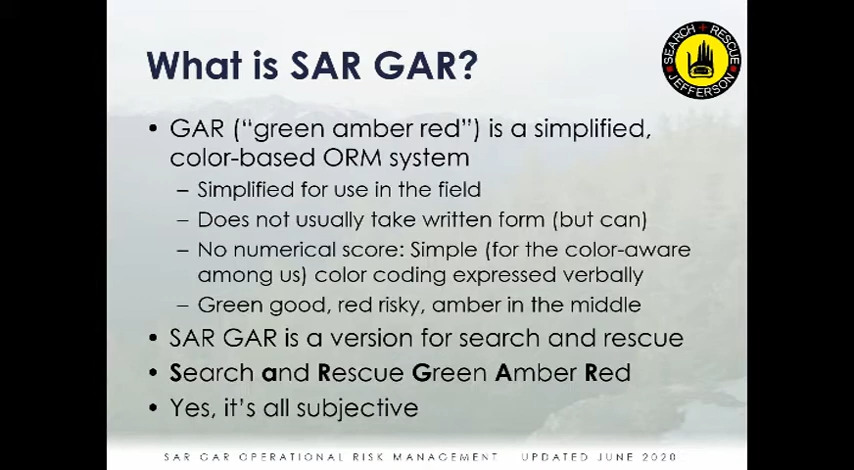 What is SAR GAR?
SEARCH + RESCUE
JEFFERSON
• GAR (“green amber red”) is a simplified,
color-based ORM system
– Simplified for use in the field
– Does not usually take written form (but can)
– No numerical score: Simple (for the color-aware
among us) color coding expressed verbally
– Green good, red risky, amber in the middle
• SAR GAR is a version for search and rescue
• Search and Rescue Green Amber Red
• Yes, it’s all subjective
SAR GAR OPERATIONAL RISK MANAGEMENT UPDATED JUNE 2020